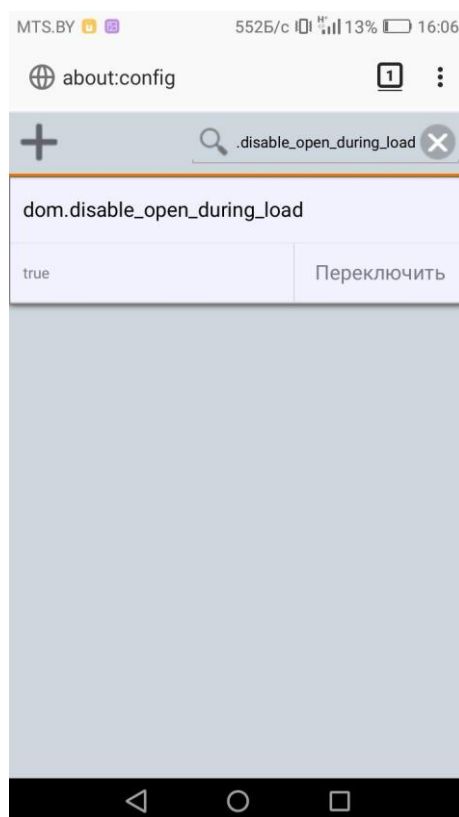 MTS.BY 552Б/с 13% 16:06
about:config 1
.disable_open_during_load
dom.disable_open_during_load
true Переключить